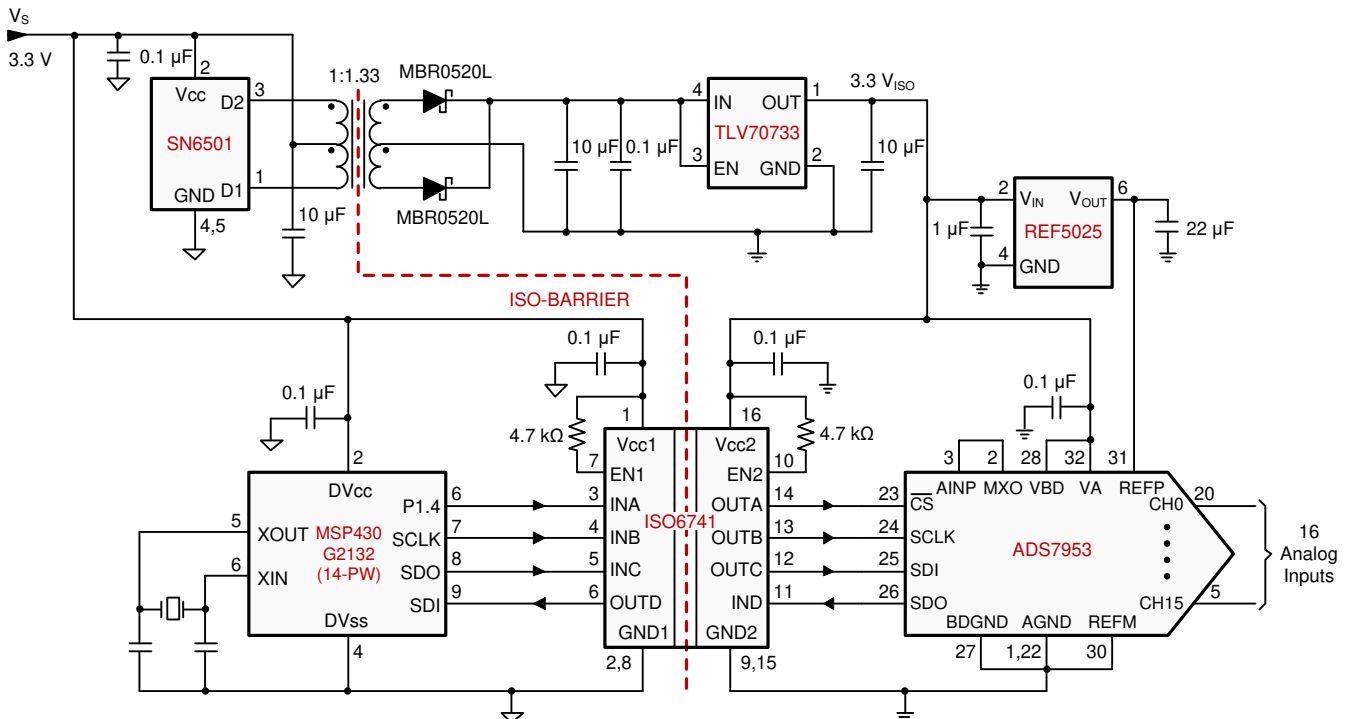 VS
3.3 V
0.1 µF
2
Vcc
D2
3
SN6501
D1
1
GND
4,5
10 µF
1:1.33
MBR0520L
MBR0520L
10 µF
0.1 µF
4
IN
OUT
1
TLV70733
3
EN
GND
2
3.3 VISO
10 µF
2
VIN
VOUT
6
REF5025
1 µF
4
GND
22 µF
ISO-BARRIER
0.1 µF
0.1 µF
0.1 µF
0.1 µF
4.7 kΩ
4.7 kΩ
2
DVcc
5
XOUT
6
XIN
MSP430
G2132
(14-PW)
P1.4
6
SCLK
7
SDO
8
SDI
9
DVss
4
1
Vcc1
7
EN1
3
INA
4
INB
5
INC
6
OUTD
GND1
2,8
ISO6741
16
Vcc2
10
EN2
14
OUTA
13
OUTB
12
OUTC
11
IND
GND2
9,15
3
2
28
32
31
AINP
MXO
VBD
VA
REFP
23
CS
24
SCLK
25
SDI
26
SDO
ADS7953
CH0
20
CH15
5
BDGND
AGND
REFM
27
1,22
30
16
Analog
Inputs